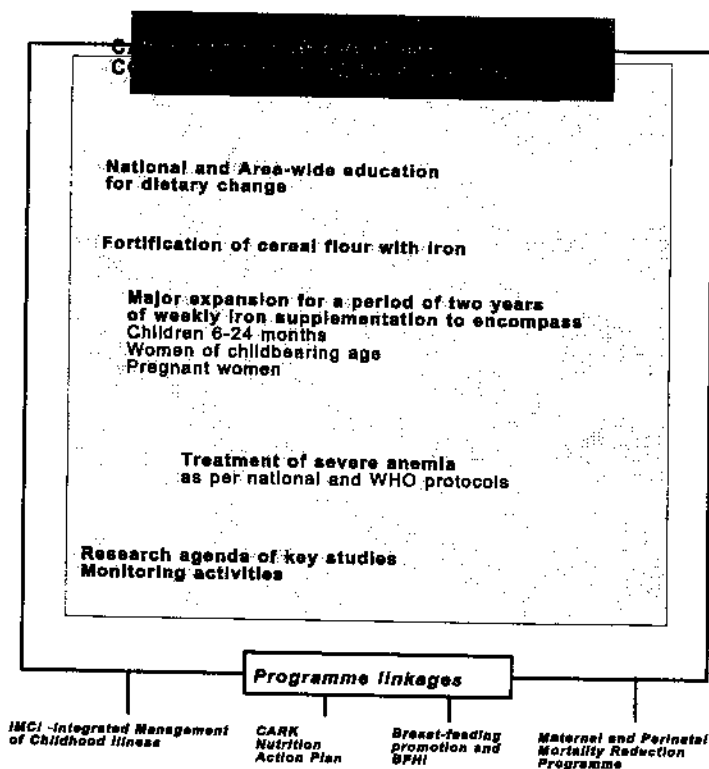 National and Area-wide education
for dietary change
Fortification of cereal flour with iron
Major expansion for a period of two years
of weekly iron supplementation to encompass
Children 6-24 months
Women of childbearing age
Pregnant women
Treatment of severe anemia
as per national and WHO protocols
Research agenda of key studies
Monitoring activities
Programme linkages
IMCI -Integrated Management
of Childhood Illness
CARK
Nutrition
Action Plan
Breast-feeding
promotion and
BFHI
Maternal and Perinatal
Mortality Reduction
Programme